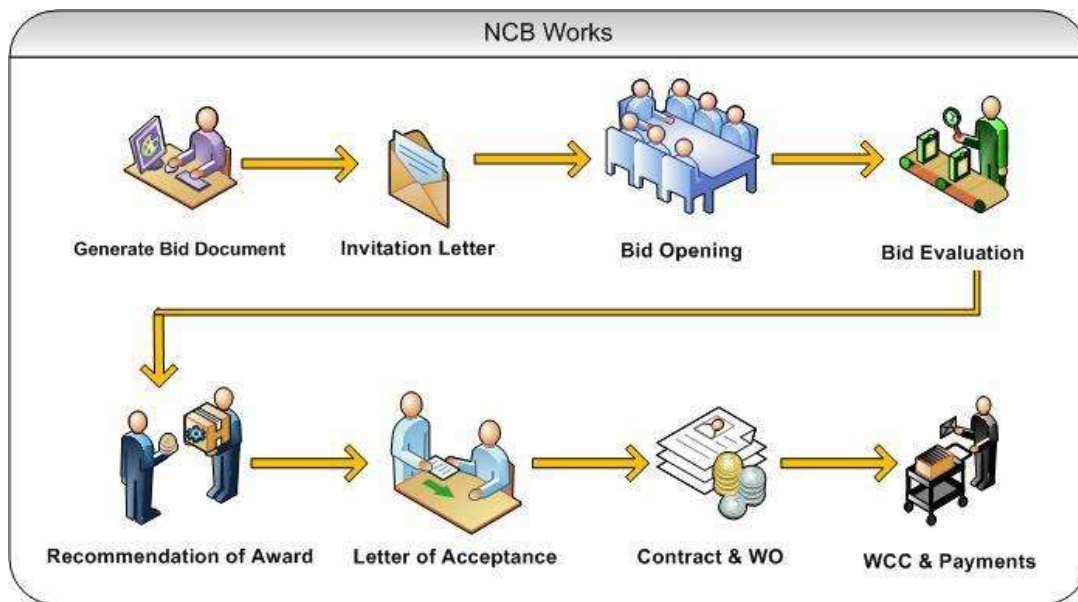 NCB Works
Generate Bid Document
Invitation Letter
Bid Opening
Bid Evaluation
Recommendation of Award
Letter of Acceptance
Contract & WO
WCC & Payments